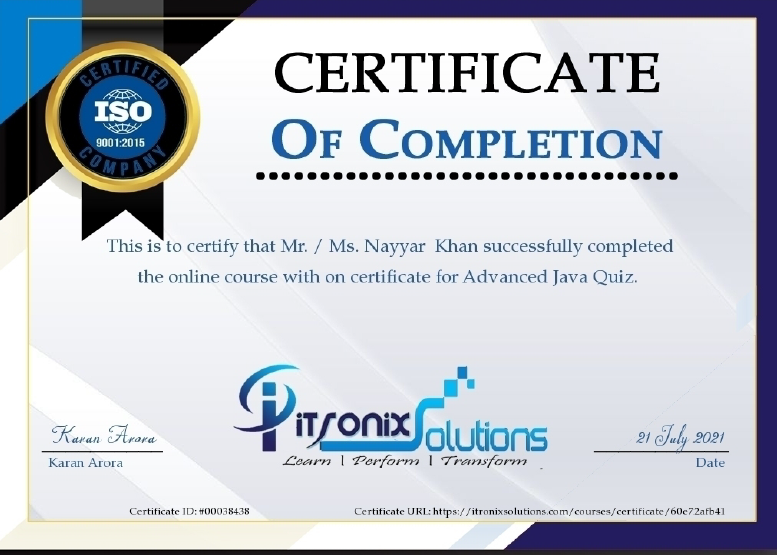 CERTIFIED
ISO
9001:2015
COMPANY
CERTIFICATE
OF COMPLETION
This is to certify that Mr. / Ms. Nayyar Khan successfully completed
the online course with on certificate for Advanced Java Quiz.
iTronix Solutions
Learn | Perform | Transform
Karan Arora
Karan Arora
21 July 2021
Date
Certificate ID: #00038438
Certificate URL: https://itronixsolutions.com/courses/certificate/60e72afb41